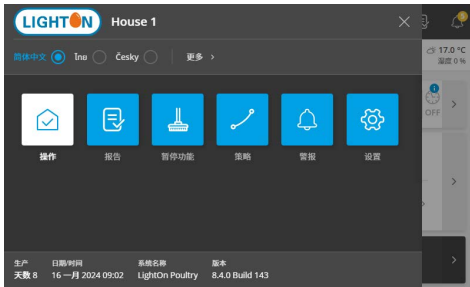 LIGHTON House 1
简体中文 ไทย Česky 更多
17.0 °C
湿度 0 %
OFF
操作 报告 暂停功能 策略 警报 设置
生产 日期/时间 系统名称 版本
天数 8 16 一月 2024 09:02 LightOn Poultry 8.4.0 Build 143